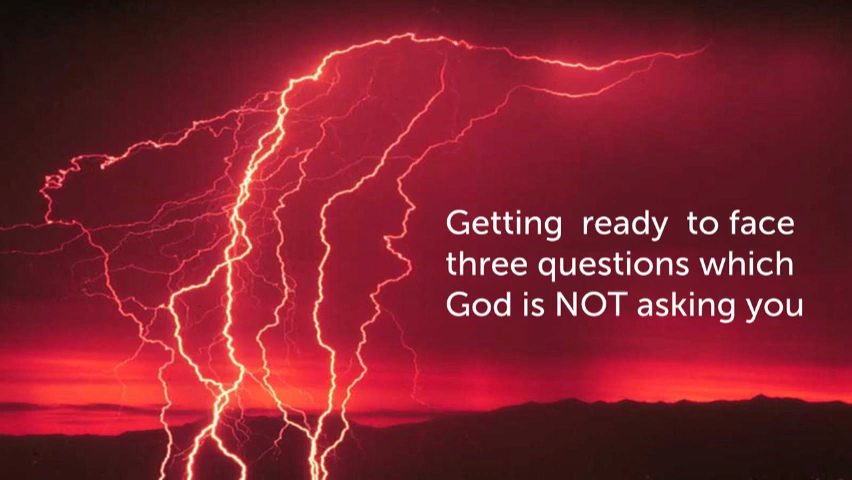 Getting ready to face
three questions which
God is NOT asking you